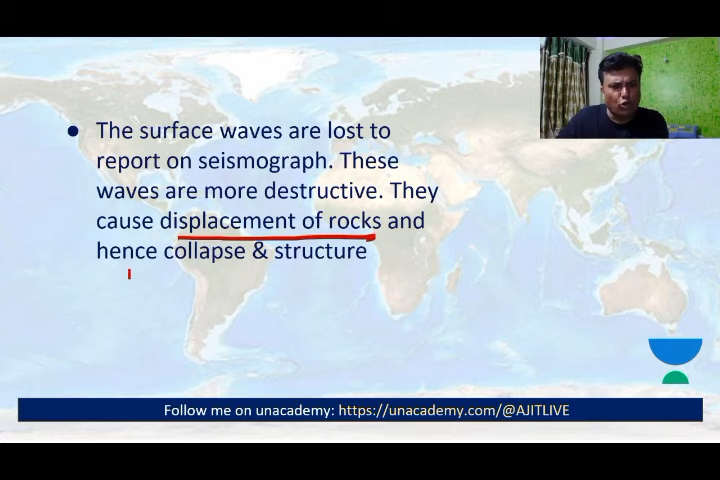 ● The surface waves are lost to
report on seismograph. These
waves are more destructive. They
cause displacement of rocks and
hence collapse & structure
Follow me on unacademy: https://unacademy.com/@AJITLIVE